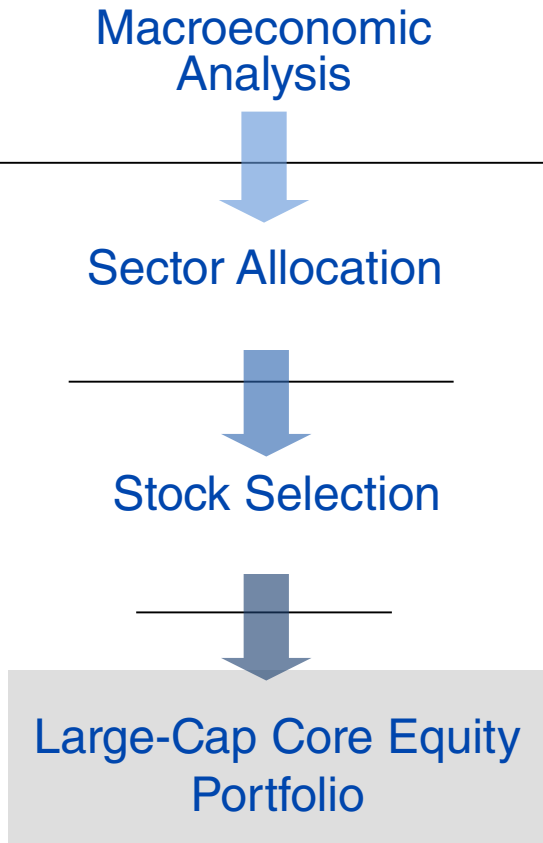 Macroeconomic
Analysis
Sector Allocation
Stock Selection
Large-Cap Core Equity
Portfolio